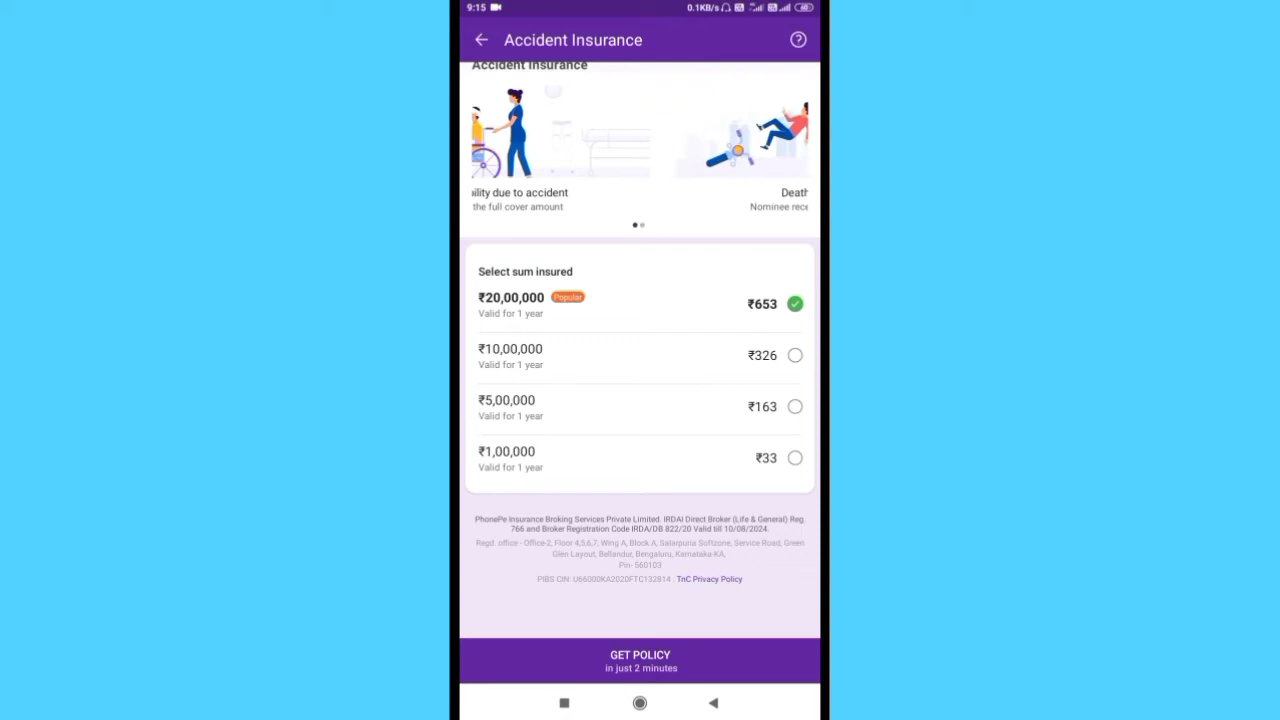 9:15
0.1KB/s
60
Accident Insurance
Accident Insurance
ility due to accident
the full cover amount
Death
Nominee rece
Select sum insured
₹20,00,000 Popular
₹653
Valid for 1 year
₹10,00,000
₹326
Valid for 1 year
₹5,00,000
₹163
Valid for 1 year
₹1,00,000
₹33
Valid for 1 year
PhonePe Insurance Broking Services Private Limited. IRDAI Direct Broker (Life & General) Reg.
766 and Broker Registration Code IRDA/DB 822/20 Valid till 10/08/2024.
Regd. office - Office-2, Floor 4,5,6,7, Wing A, Block A, Salarpuria Softzone, Service Road, Green
Glen Layout, Bellandur, Bengaluru, Karnataka-KA,
Pin- 560103
PIBS CIN: U66000KA2020FTC132814 . TnC Privacy Policy
GET POLICY
in just 2 minutes